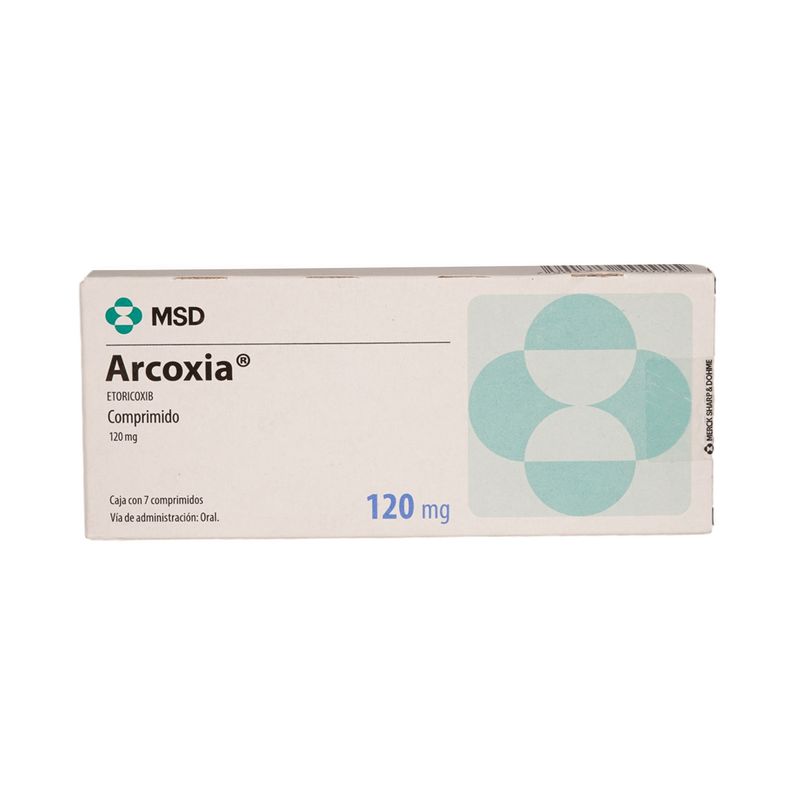 MSD
Arcoxia®
ETORICOXIB
Comprimido
120 mg
Caja con 7 comprimidos
Vía de administración: Oral.
120 mg
MERCK SHARP & DOHME